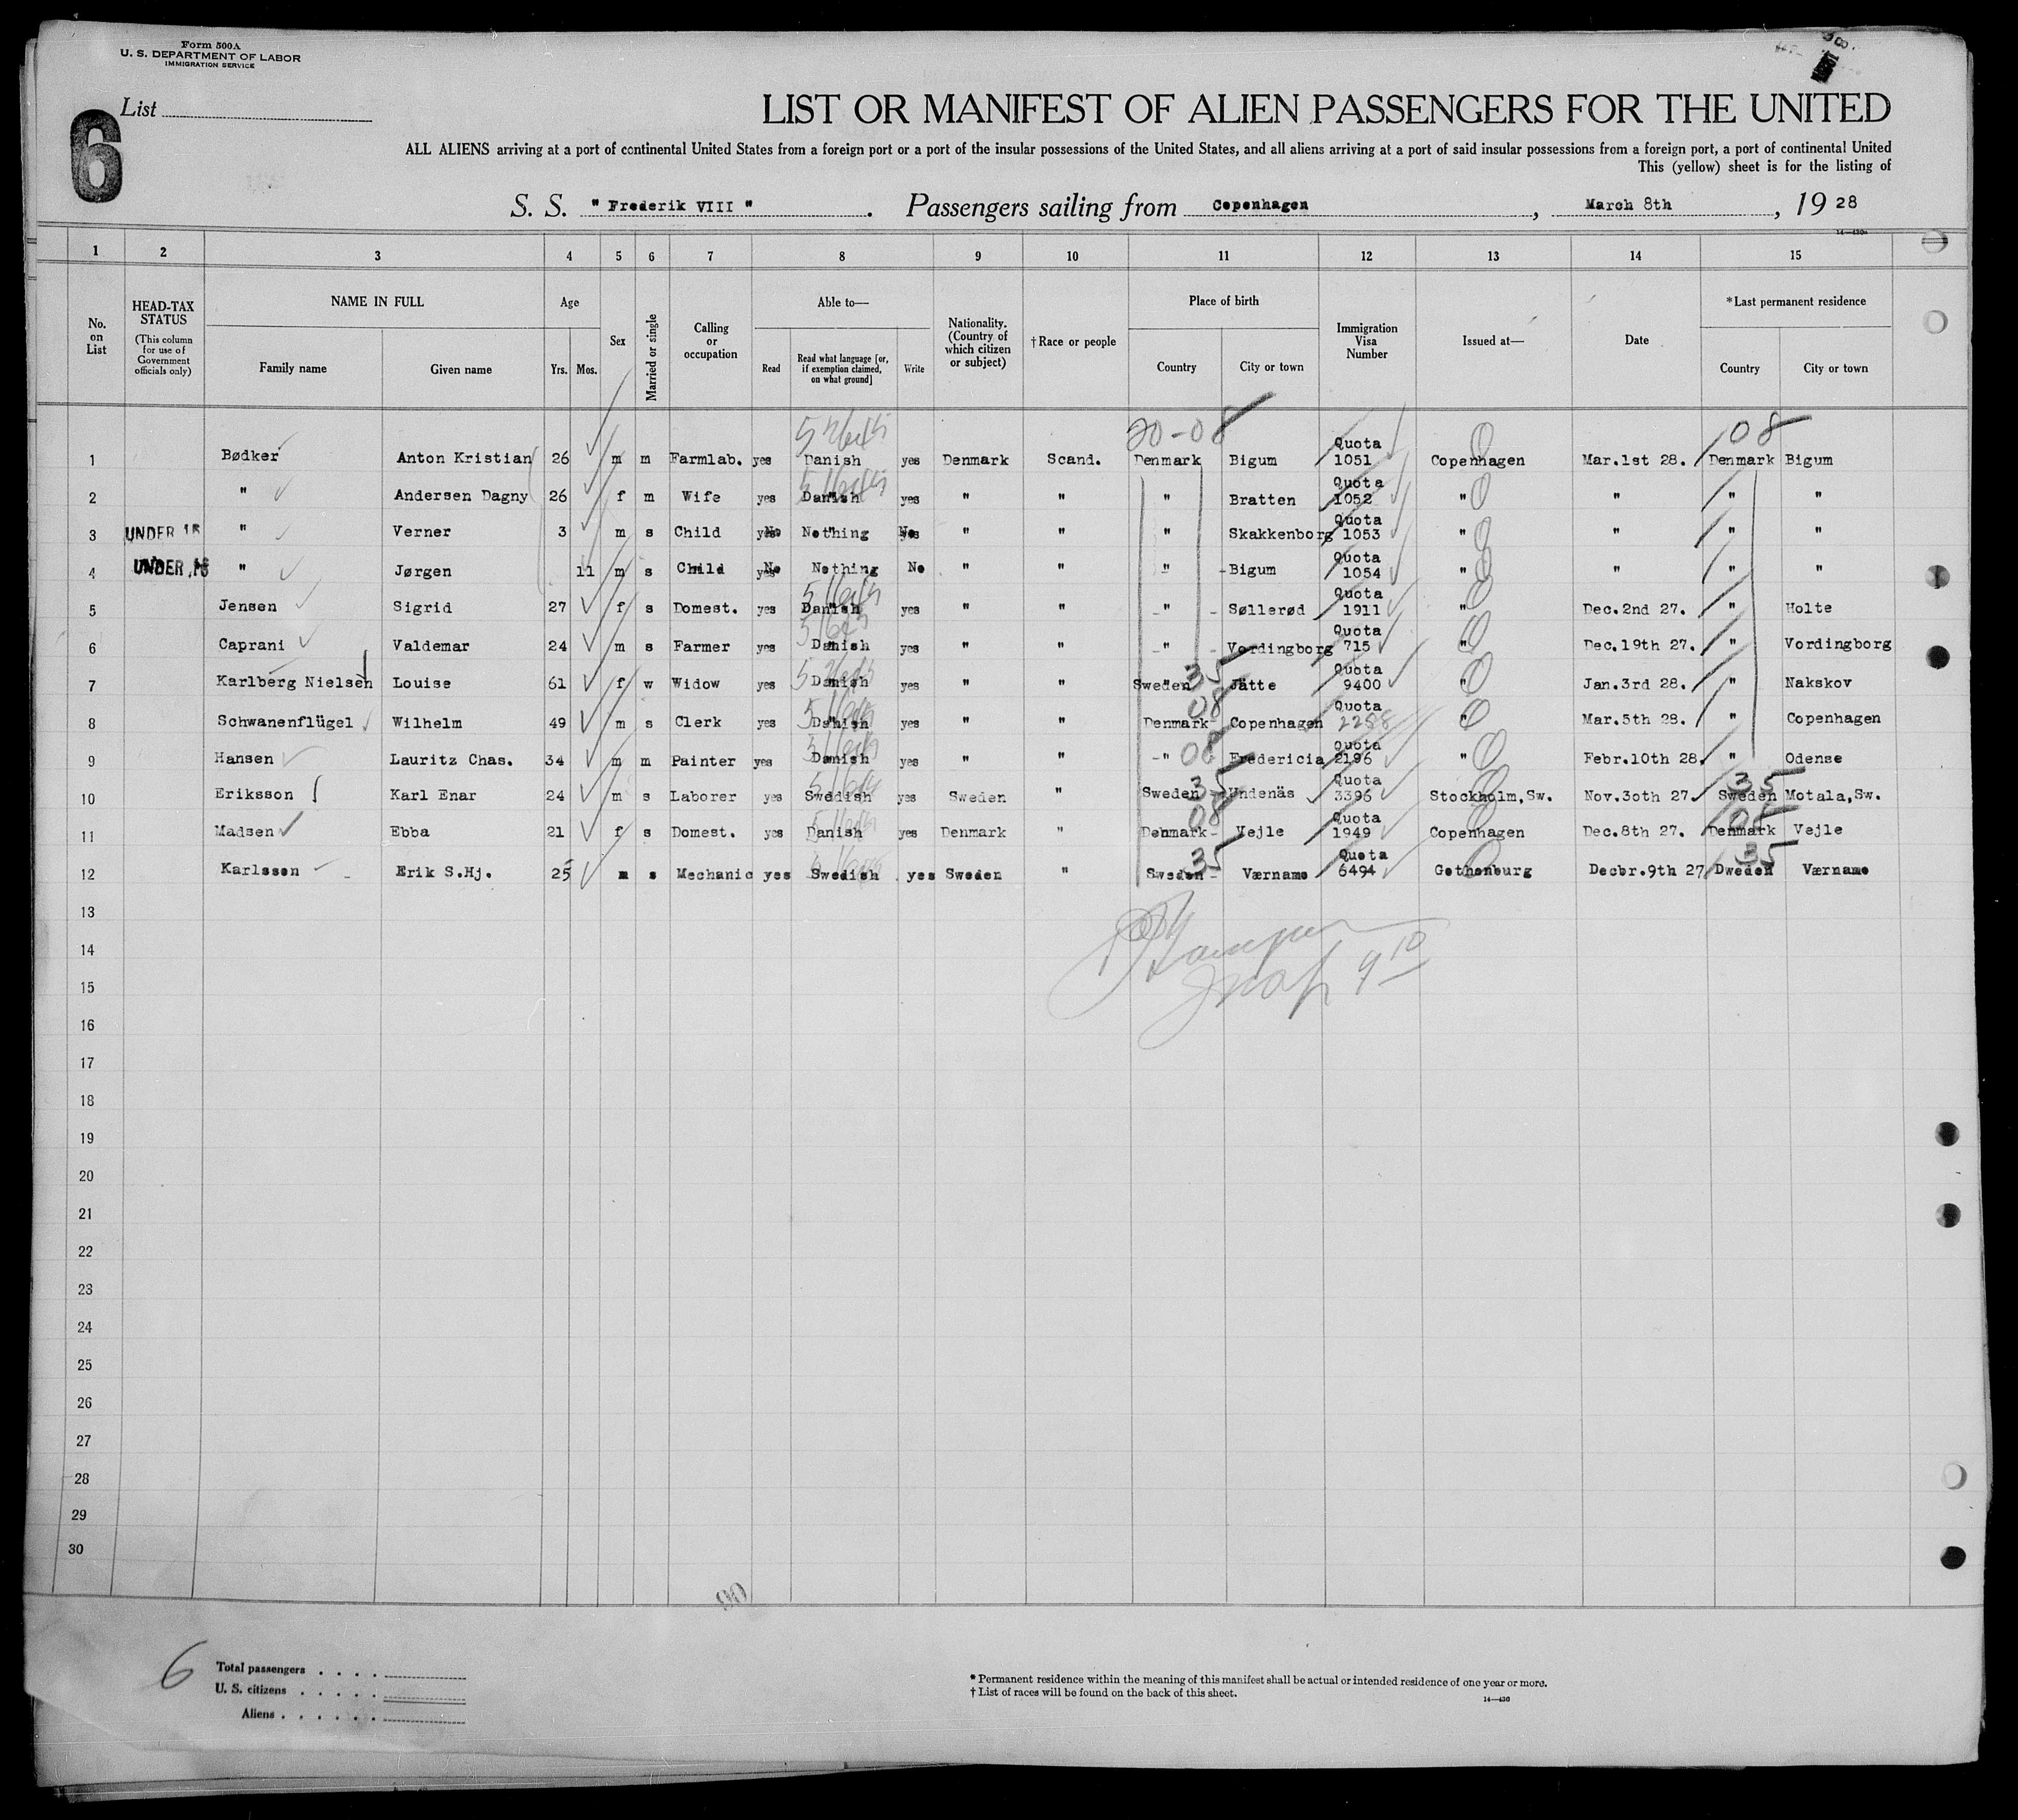 Form 500A
U. S. DEPARTMENT OF LABOR
IMMIGRATION SERVICE
6
List
LIST OR MANIFEST OF ALIEN PASSENGERS FOR THE UNITED
ALL ALIENS arriving at a port of continental United States from a foreign port or a port of the insular possessions of the United States, and all aliens arriving at a port of said insular possessions from a foreign port, a port of continental United
This (yellow) sheet is for the listing of
S. S. " Frederik VIII " . Passengers sailing from Copenhagen , March 8th , 19 28
14—430a
1 2 3 4 5 6 7 8 9 10 11 12 13 14 15
No. on List
HEAD-TAX STATUS (This column for use of Government officials only)
NAME IN FULL Family name Given name
Age Yrs. Mos.
Sex
Married or single
Calling or occupation
Able to— Read Read what language [or, if exemption claimed, on what ground] Write
Nationality. (Country of which citizen or subject)
†Race or people
Place of birth Country City or town
Immigration Visa Number
Issued at—
Date
*Last permanent residence Country City or town
20-08 08
1 Bødker Anton Kristian 26 m m Farmlab. yes Danish yes Denmark Scand. Denmark Bigum Quota 1051 Copenhagen Mar.1st 28. Denmark Bigum
2 " Andersen Dagny 26 f m Wife yes Danish yes " " " Bratten Quota 1052 " " " "
3 UNDER 16 " Verner 3 m s Child No Nothing No " " " Skakkenborg Quota 1053 " " " "
4 UNDER 16 " Jørgen 11 m s Child No Nothing No " " " Bigum Quota 1054 " " " "
5 Jensen Sigrid 27 f s Domest. yes Danish yes " " " Søllerød Quota 1911 " Dec.2nd 27. " Holte
6 Caprani Valdemar 24 m s Farmer yes Danish yes " " " Vordingborg Quota 715 " Dec.19th 27. " Vordingborg
7 Karlberg Nielsen Louise 61 f w Widow yes Danish yes " " Sweden 35 Jätte Quota 9400 " Jan.3rd 28. " Nakskov
8 Schwanenflügel Wilhelm 49 m s Clerk yes Danish yes " " Denmark 08 Copenhagen Quota 2288 " Mar.5th 28. " Copenhagen
9 Hansen Lauritz Chas. 34 m m Painter yes Danish yes " " " 08 Fredericia Quota 2196 " Febr.10th 28. " Odense
10 Eriksson Karl Enar 24 m s Laborer yes Sweddish yes Sweden " Sweden 35 Undenäs Quota 3396 Stockholm,Sw. Nov.3oth 27. Sweden 35 Motala,Sw.
11 Madsen Ebba 21 f s Domest. yes Danish yes Denmark " Denmark 08 Vejle Quota 1949 Copenhagen Dec.8th 27. Denmark 08 Vejle
12 Karlsson Erik S.Hj. 25 m s Mechanic yes Swedish yes Sweden " Sweden 35 Værnamo Quota 6494 Gothenburg Decbr.9th 27 Dweden 35 Værnamo
13
14
15
16
17
18
19
20
21
22
23
24
25
26
27
28
29
30
6
Total passengers . . . .
U. S. citizens . . . . .
Aliens . . . . . .
* Permanent residence within the meaning of this manifest shall be actual or intended residence of one year or more.
† List of races will be found on the back of this sheet.
14—430